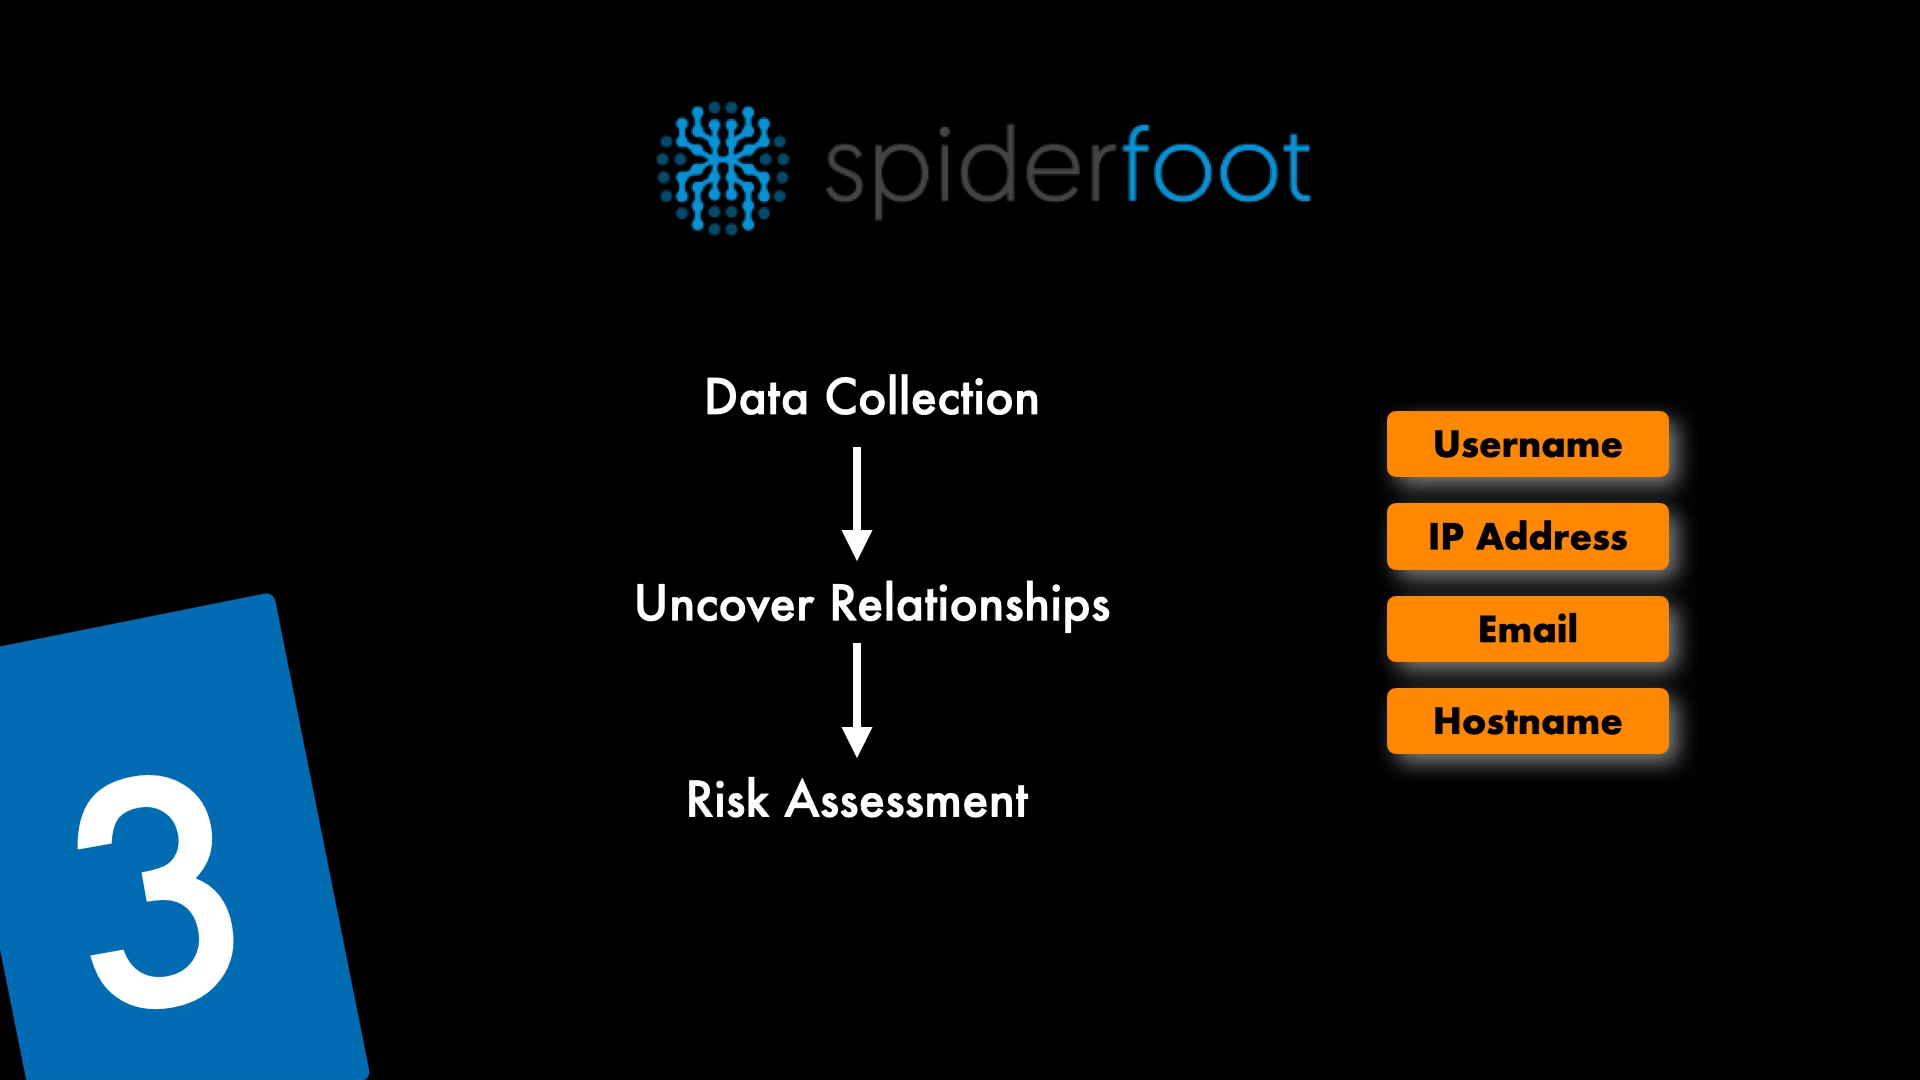 spiderfoot
Data Collection
Uncover Relationships
Risk Assessment
Username
IP Address
Email
Hostname
3